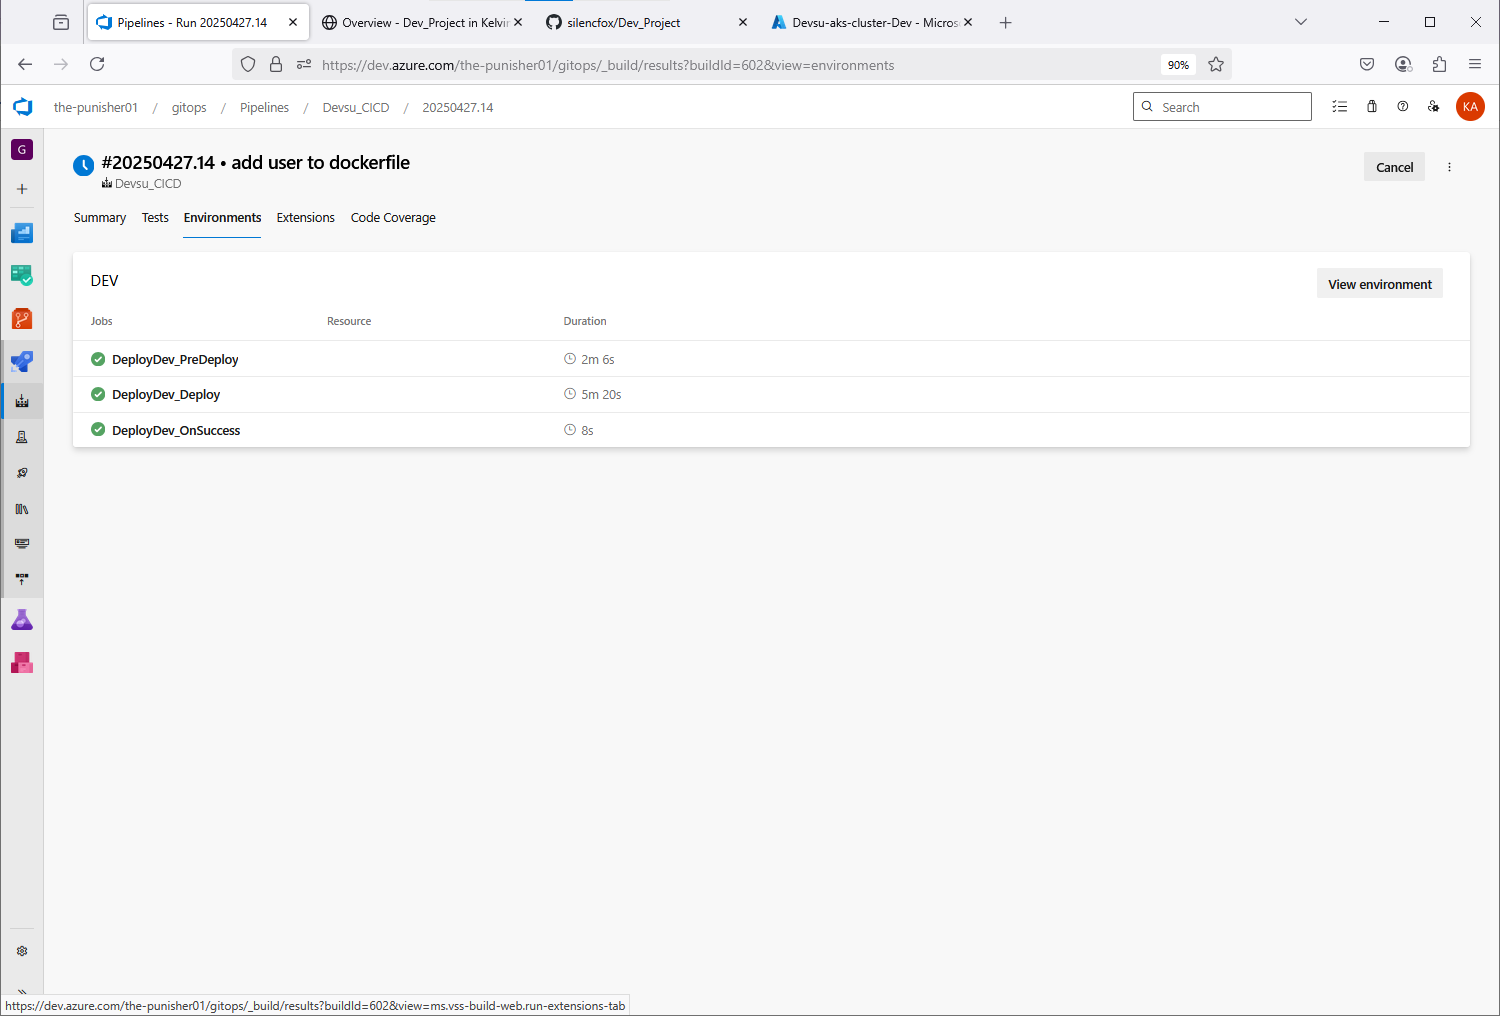 Pipelines - Run 20250427.14
Overview - Dev_Project in Kelvi
silencfox/Dev_Project
Devsu-aks-cluster-Dev - Micros
https://dev.azure.com/the-punisher01/gitops/_build/results?buildId=602&view=environments
90%
the-punisher01 / gitops / Pipelines / Devsu_CICD / 20250427.14
Search
KA
G
#20250427.14 • add user to dockerfile
Devsu_CICD
Cancel
Summary Tests Environments Extensions Code Coverage
DEV
View environment
Jobs Resource Duration
DeployDev_PreDeploy 2m 6s
DeployDev_Deploy 5m 20s
DeployDev_OnSuccess 8s
https://dev.azure.com/the-punisher01/gitops/_build/results?buildId=602&view=ms.vss-build-web.run-extensions-tab